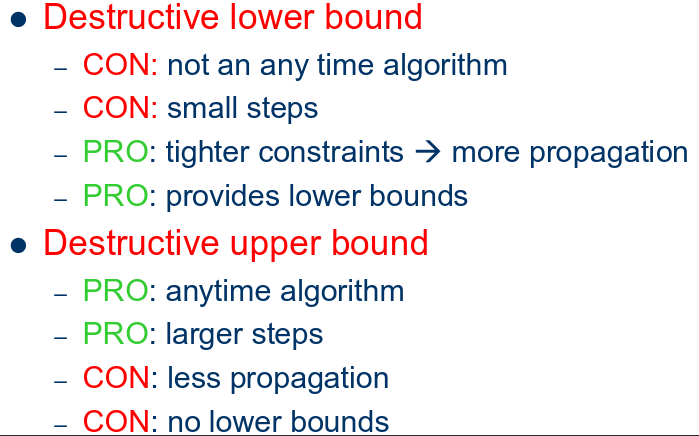 ● Destructive lower bound
– CON: not an any time algorithm
– CON: small steps
– PRO: tighter constraints → more propagation
– PRO: provides lower bounds
● Destructive upper bound
– PRO: anytime algorithm
– PRO: larger steps
– CON: less propagation
– CON: no lower bounds